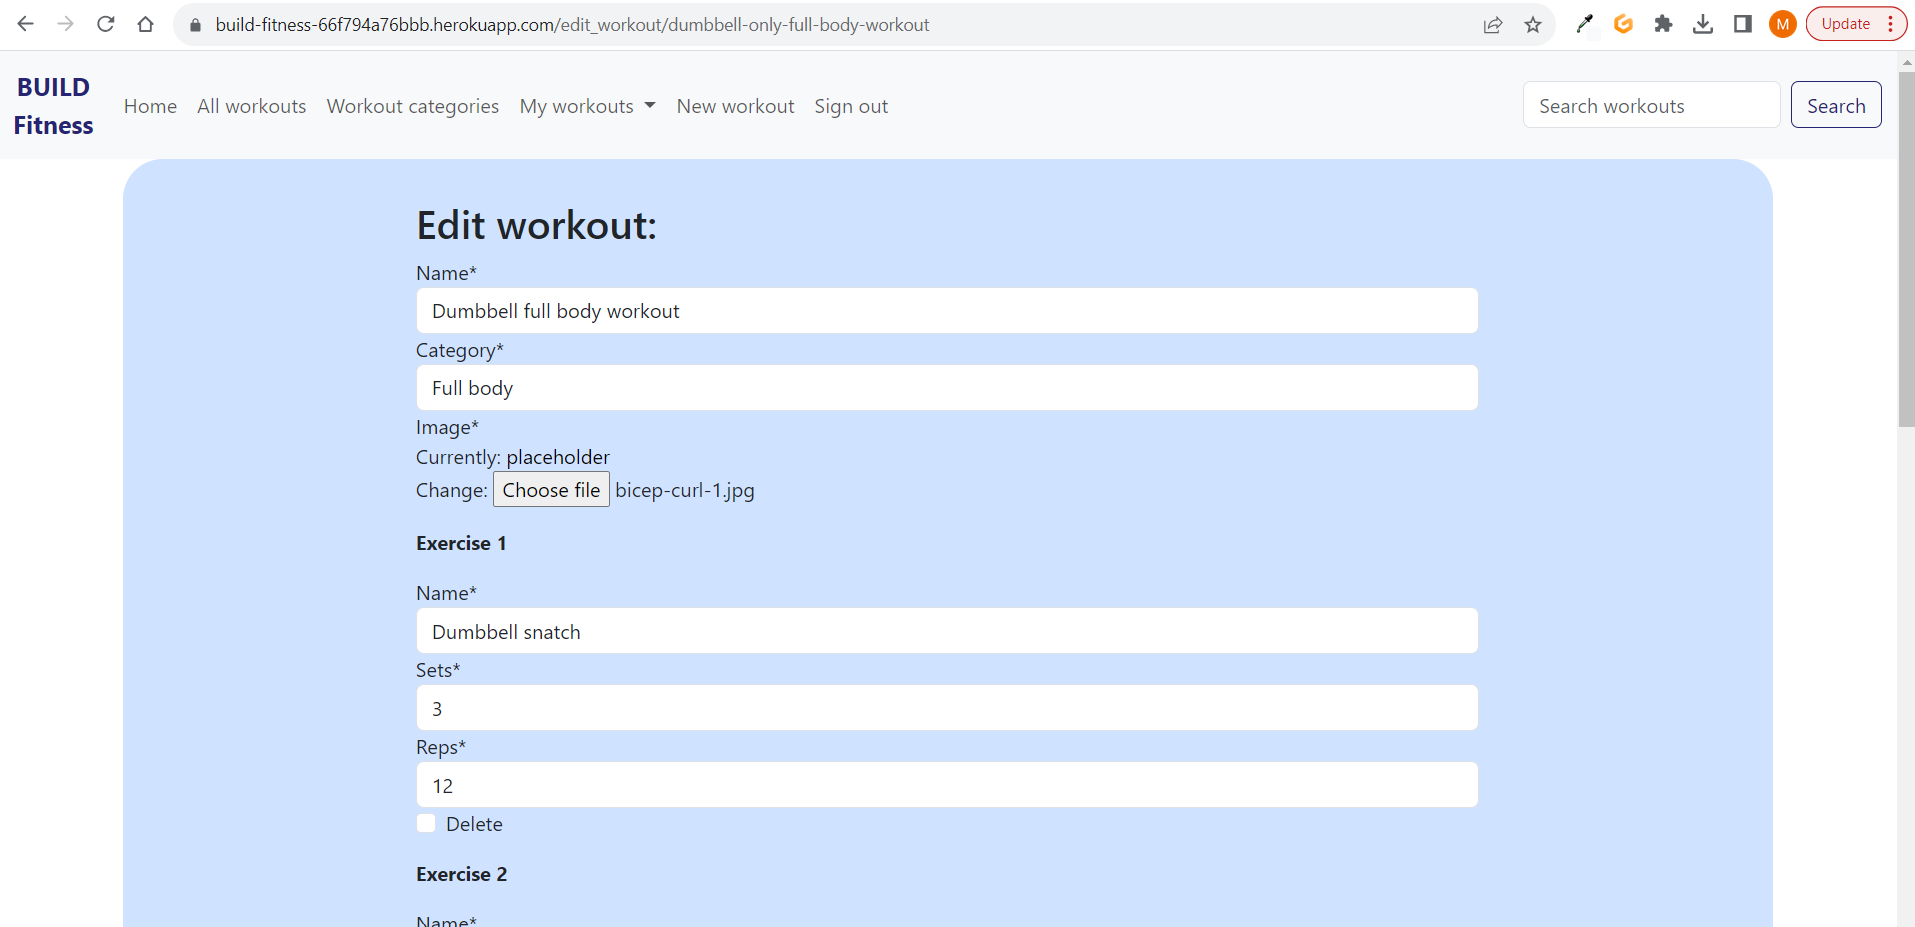 build-fitness-66f794a76bbb.herokuapp.com/edit_workout/dumbbell-only-full-body-workout
M
Update
BUILD
Fitness
Home
All workouts
Workout categories
My workouts
New workout
Sign out
Search workouts
Search
Edit workout:
Name*
Dumbbell full body workout
Category*
Full body
Image*
Currently: placeholder
Change: Choose file bicep-curl-1.jpg
Exercise 1
Name*
Dumbbell snatch
Sets*
3
Reps*
12
Delete
Exercise 2
Name*